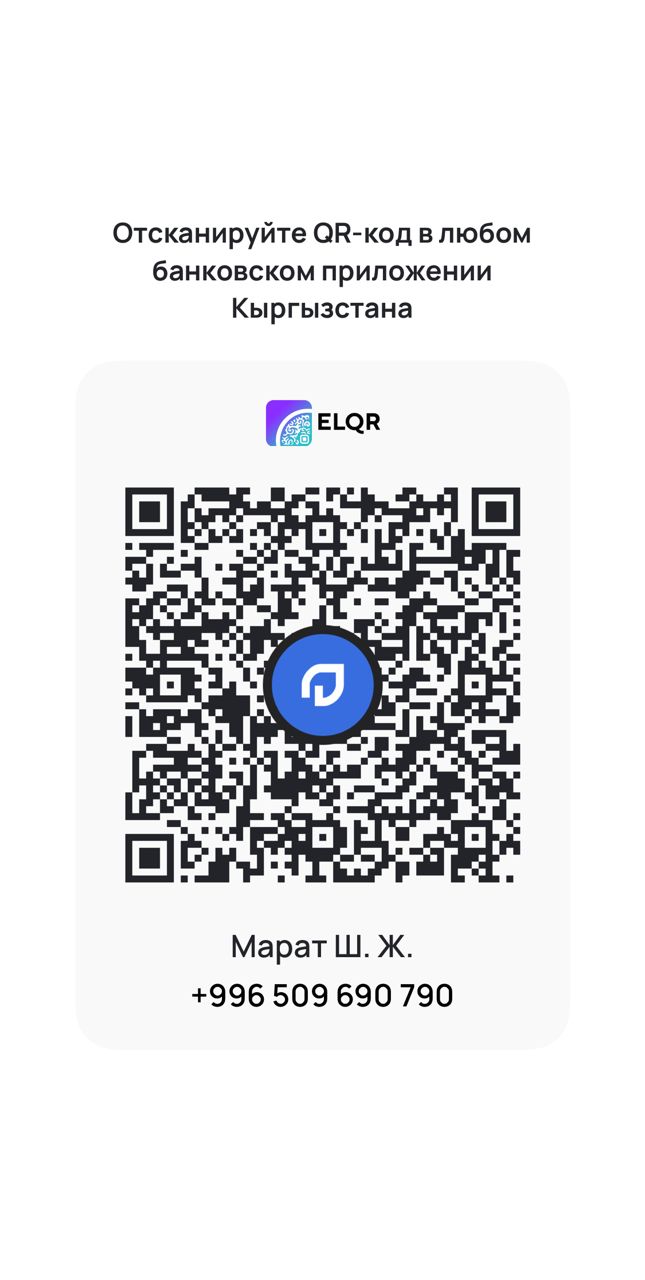 Отсканируйте QR-код в любом
банковском приложении
Кыргызстана
ELQR
Марат Ш. Ж.
+996 509 690 790